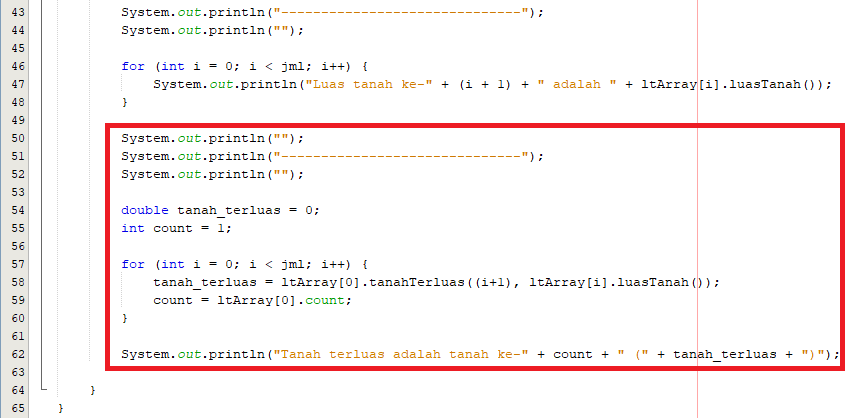 43 System.out.println("------------------------------");
44 System.out.println("");
45
46 for (int i = 0; i < jml; i++) {
47 System.out.println("Luas tanah ke-" + (i + 1) + " adalah " + ltArray[i].luasTanah());
48 }
49
50 System.out.println("");
51 System.out.println("------------------------------");
52 System.out.println("");
53
54 double tanah_terluas = 0;
55 int count = 1;
56
57 for (int i = 0; i < jml; i++) {
58 tanah_terluas = ltArray[0].tanahTerluas((i+1), ltArray[i].luasTanah());
59 count = ltArray[0].count;
60 }
61
62 System.out.println("Tanah terluas adalah tanah ke-" + count + " (" + tanah_terluas + ")");
63
64 }
65 }